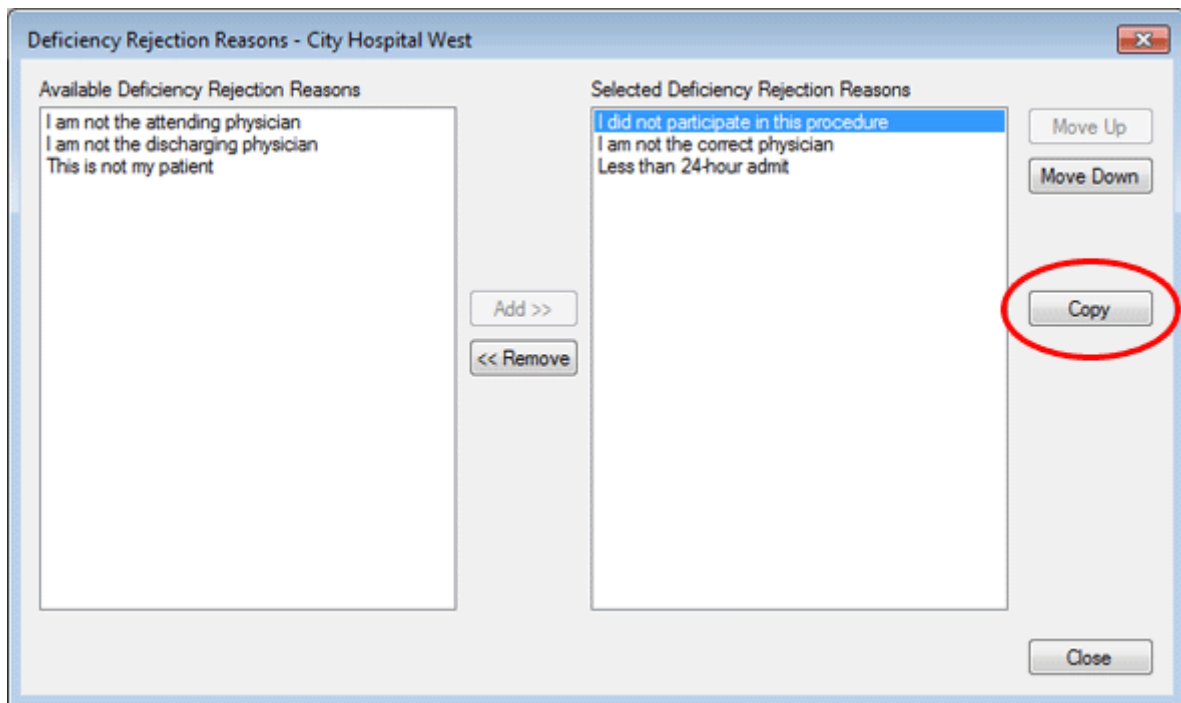 Deficiency Rejection Reasons - City Hospital West
Available Deficiency Rejection Reasons
I am not the attending physician
I am not the discharging physician
This is not my patient
Add >>
<< Remove
Selected Deficiency Rejection Reasons
I did not participate in this procedure
I am not the correct physician
Less than 24-hour admit
Move Up
Move Down
Copy
Close